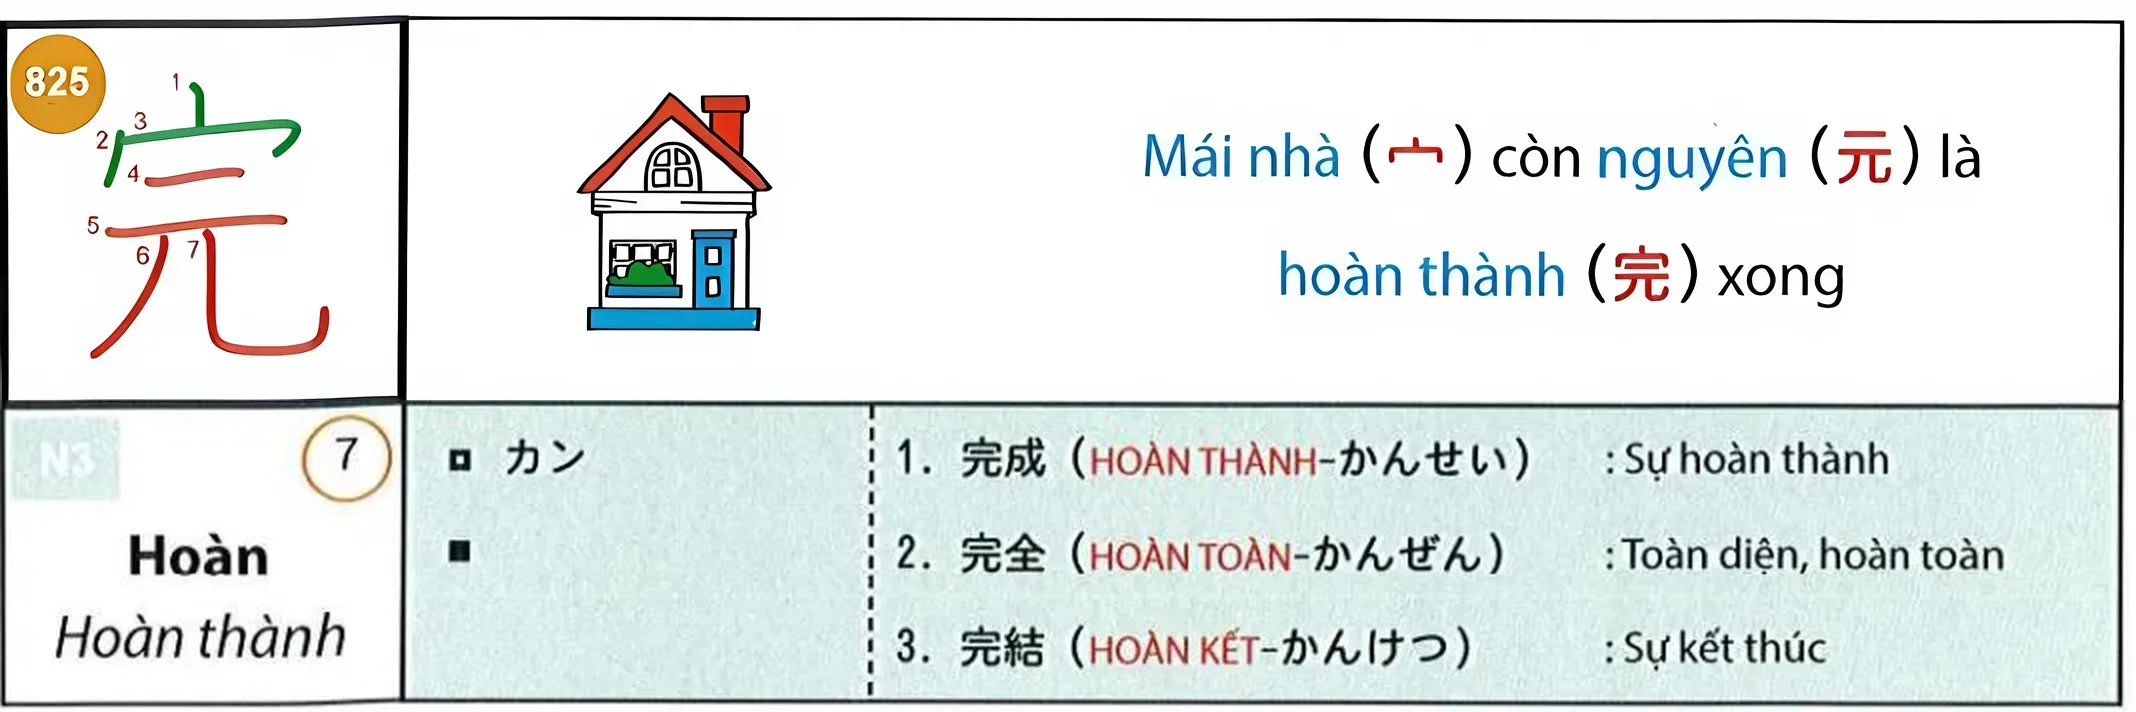 825
1
2
3
4
5
6
7
完
Mái nhà (宀) còn nguyên (元) là
hoàn thành (完) xong
N3
7
Hoàn
Hoàn thành
カン
1. 完成 (HOÀN THÀNH-かんせい) : Sự hoàn thành
2. 完全 (HOÀN TOÀN-かんぜん) : Toàn diện, hoàn toàn
3. 完結 (HOÀN KẾT-かんけつ) : Sự kết thúc